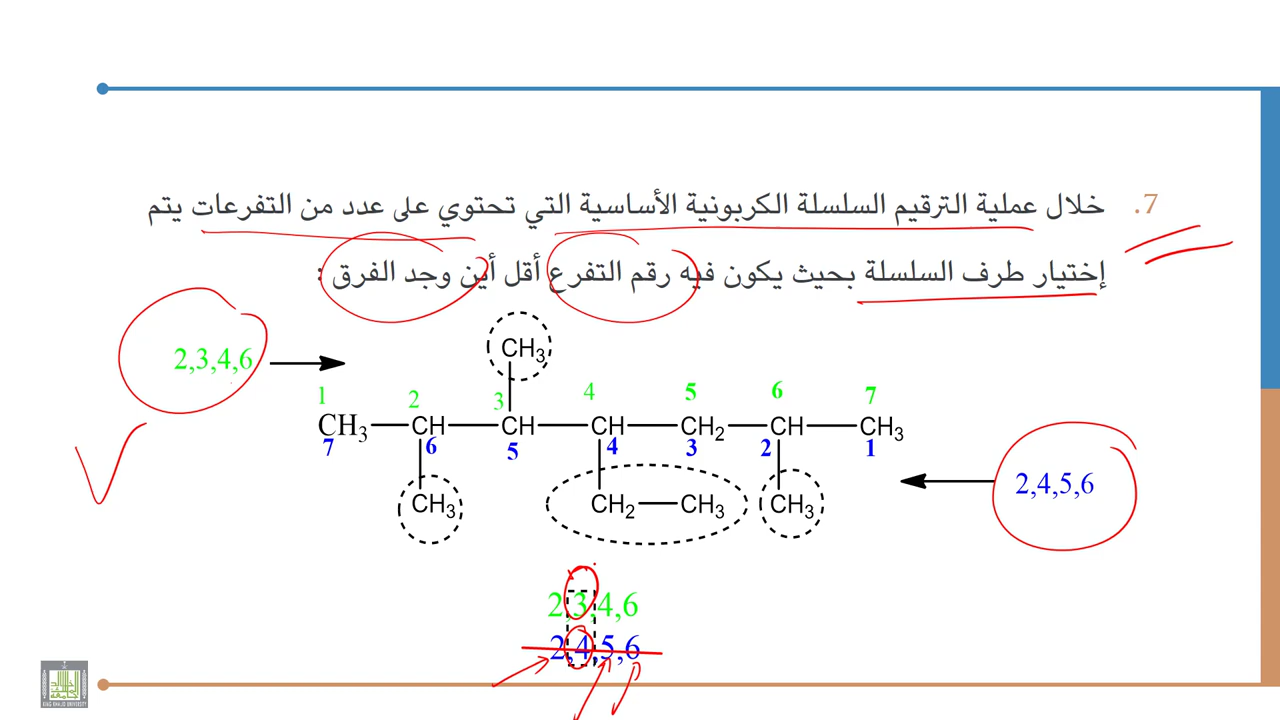 7. خلال عملية الترقيم السلسلة الكربونية الأساسية التي تحتوي على عدد من التفرعات يتم
إختيار طرف السلسلة بحيث يكون فيه رقم التفرع أقل أين وجد الفرق :
2,3,4,6
CH3
1 2 3 4 5 6 7
CH3 CH CH CH CH2 CH CH3
7 6 5 4 3 2 1
2,4,5,6
CH3 CH2 CH3 CH3
2,3,4,6
2,4,5,6
KING KHALID UNIVERSITY